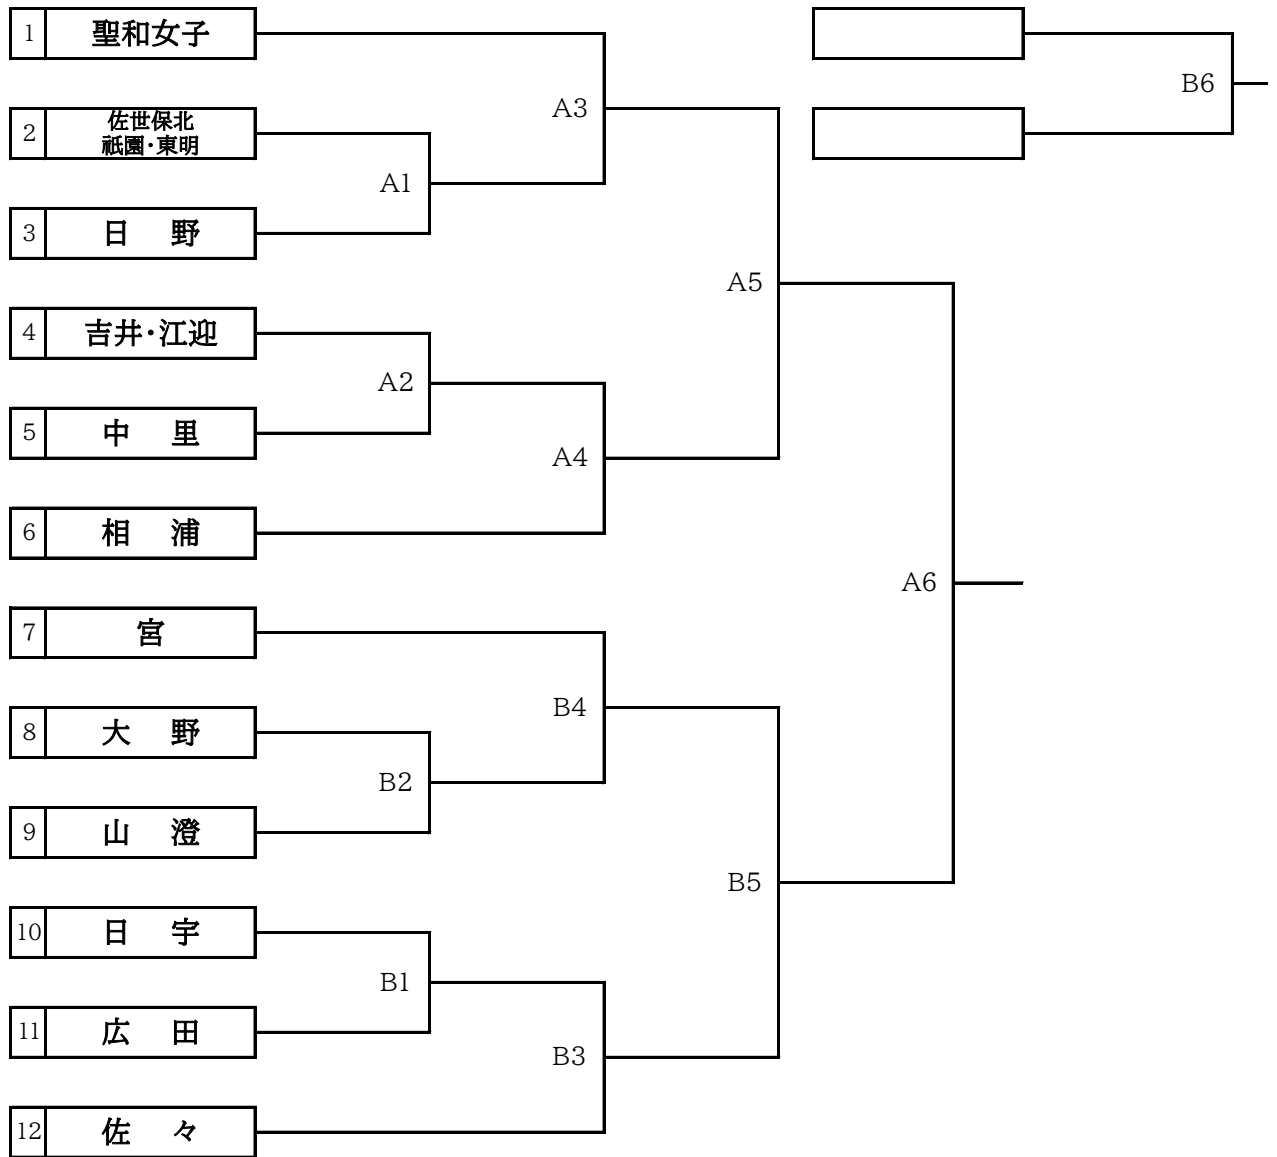 1 聖和女子
B6
A3
2 佐世保北
祇園・東明
A1
3 日 野
A5
4 吉井・江迎
A2
5 中 里
A4
6 相 浦
A6
7 宮
B4
8 大 野
B2
9 山 澄
B5
10 日 宇
B1
11 広 田
B3
12 佐 々